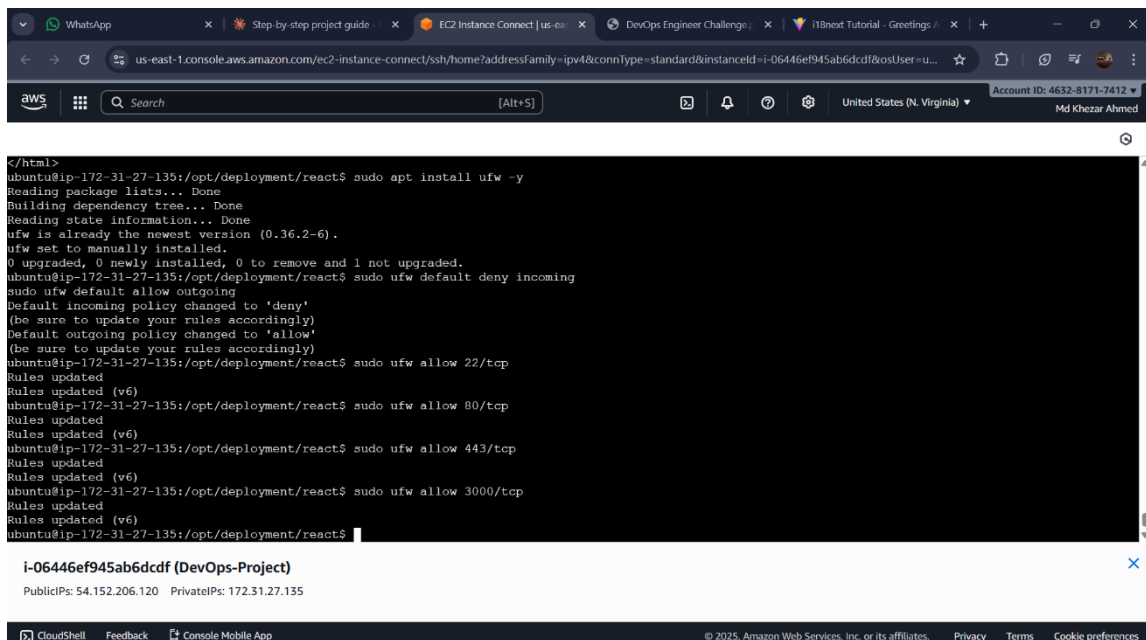 WhatsApp
Step-by-step project guide -
EC2 Instance Connect | us-eas
DevOps Engineer Challenge.p
i18next Tutorial - Greetings /
us-east-1.console.aws.amazon.com/ec2-instance-connect/ssh/home?addressFamily=ipv4&connType=standard&instanceId=i-06446ef945ab6dcdf&osUser=u...
aws
Search
[Alt+S]
United States (N. Virginia)
Account ID: 4632-8171-7412
Md Khezar Ahmed
</html>
ubuntu@ip-172-31-27-135:/opt/deployment/react$ sudo apt install ufw -y
Reading package lists... Done
Building dependency tree... Done
Reading state information... Done
ufw is already the newest version (0.36.2-6).
ufw set to manually installed.
0 upgraded, 0 newly installed, 0 to remove and 1 not upgraded.
ubuntu@ip-172-31-27-135:/opt/deployment/react$ sudo ufw default deny incoming
sudo ufw default allow outgoing
Default incoming policy changed to 'deny'
(be sure to update your rules accordingly)
Default outgoing policy changed to 'allow'
(be sure to update your rules accordingly)
ubuntu@ip-172-31-27-135:/opt/deployment/react$ sudo ufw allow 22/tcp
Rules updated
Rules updated (v6)
ubuntu@ip-172-31-27-135:/opt/deployment/react$ sudo ufw allow 80/tcp
Rules updated
Rules updated (v6)
ubuntu@ip-172-31-27-135:/opt/deployment/react$ sudo ufw allow 443/tcp
Rules updated
Rules updated (v6)
ubuntu@ip-172-31-27-135:/opt/deployment/react$ sudo ufw allow 3000/tcp
Rules updated
Rules updated (v6)
ubuntu@ip-172-31-27-135:/opt/deployment/react$
i-06446ef945ab6dcdf (DevOps-Project)
PublicIPs: 54.152.206.120 PrivateIPs: 172.31.27.135
CloudShell Feedback Console Mobile App © 2025, Amazon Web Services, Inc. or its affiliates. Privacy Terms Cookie preferences